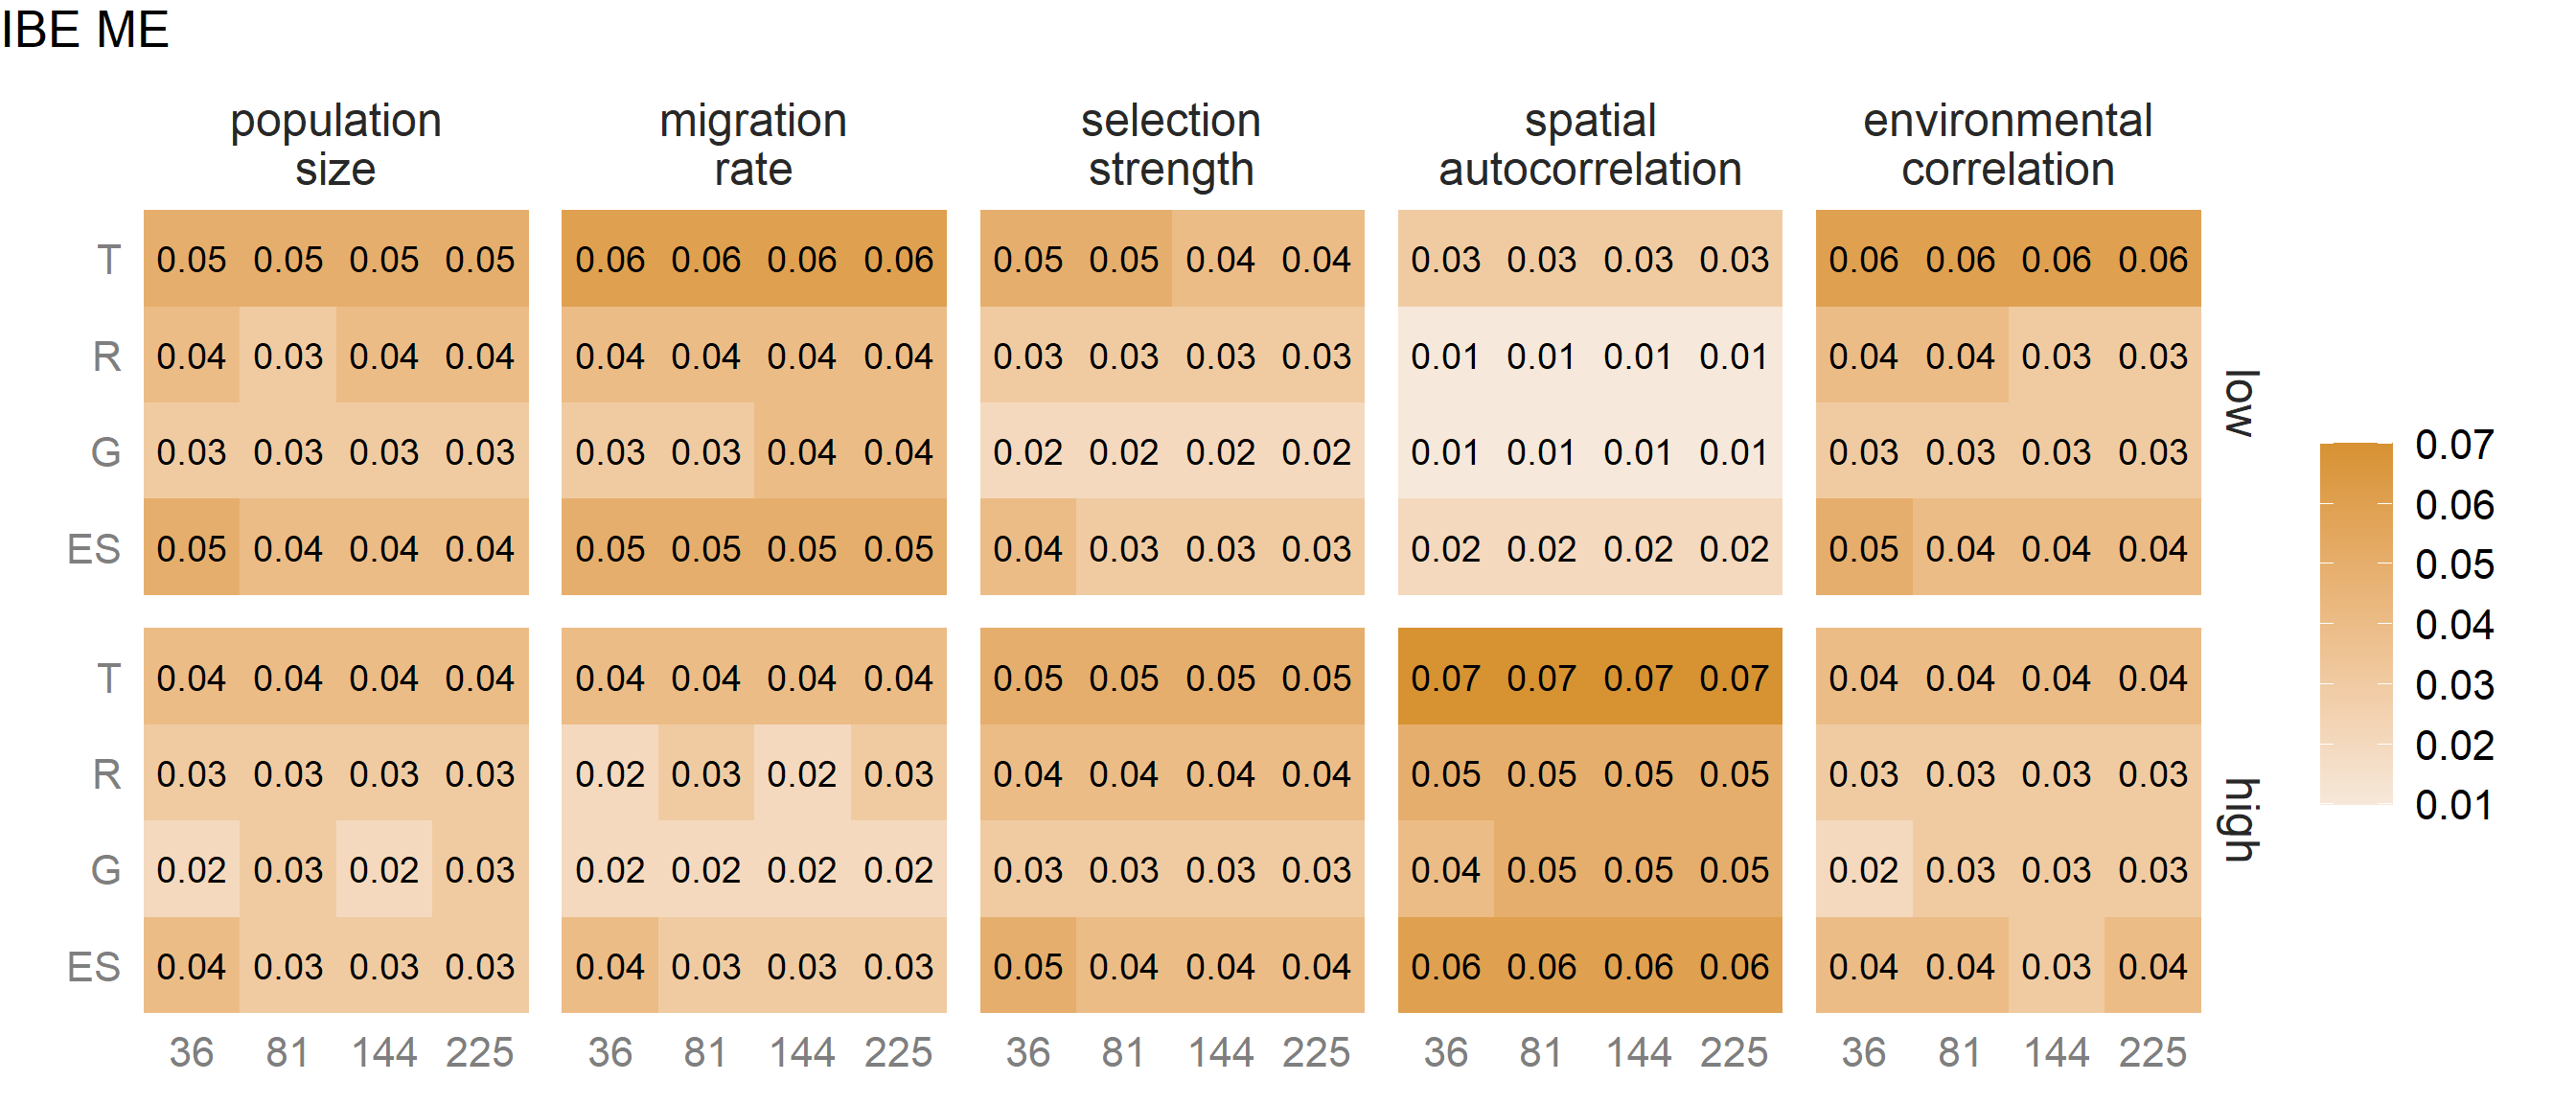 IBE ME
population size migration rate selection strength spatial autocorrelation environmental correlation
T 0.05 0.05 0.05 0.05 0.06 0.06 0.06 0.06 0.05 0.05 0.04 0.04 0.03 0.03 0.03 0.03 0.06 0.06 0.06 0.06
R 0.04 0.03 0.04 0.04 0.04 0.04 0.04 0.04 0.03 0.03 0.03 0.03 0.01 0.01 0.01 0.01 0.04 0.04 0.03 0.03
G 0.03 0.03 0.03 0.03 0.03 0.03 0.04 0.04 0.02 0.02 0.02 0.02 0.01 0.01 0.01 0.01 0.03 0.03 0.03 0.03
ES 0.05 0.04 0.04 0.04 0.05 0.05 0.05 0.05 0.04 0.03 0.03 0.03 0.02 0.02 0.02 0.02 0.05 0.04 0.04 0.04
low
T 0.04 0.04 0.04 0.04 0.04 0.04 0.04 0.04 0.05 0.05 0.05 0.05 0.07 0.07 0.07 0.07 0.04 0.04 0.04 0.04
R 0.03 0.03 0.03 0.03 0.02 0.03 0.02 0.03 0.04 0.04 0.04 0.04 0.05 0.05 0.05 0.05 0.03 0.03 0.03 0.03
G 0.02 0.03 0.02 0.03 0.02 0.02 0.02 0.02 0.03 0.03 0.03 0.03 0.04 0.05 0.05 0.05 0.02 0.03 0.03 0.03
ES 0.04 0.03 0.03 0.03 0.04 0.03 0.03 0.03 0.05 0.04 0.04 0.04 0.06 0.06 0.06 0.06 0.04 0.04 0.03 0.04
high
36 81 144 225 36 81 144 225 36 81 144 225 36 81 144 225 36 81 144 225
0.07
0.06
0.05
0.04
0.03
0.02
0.01